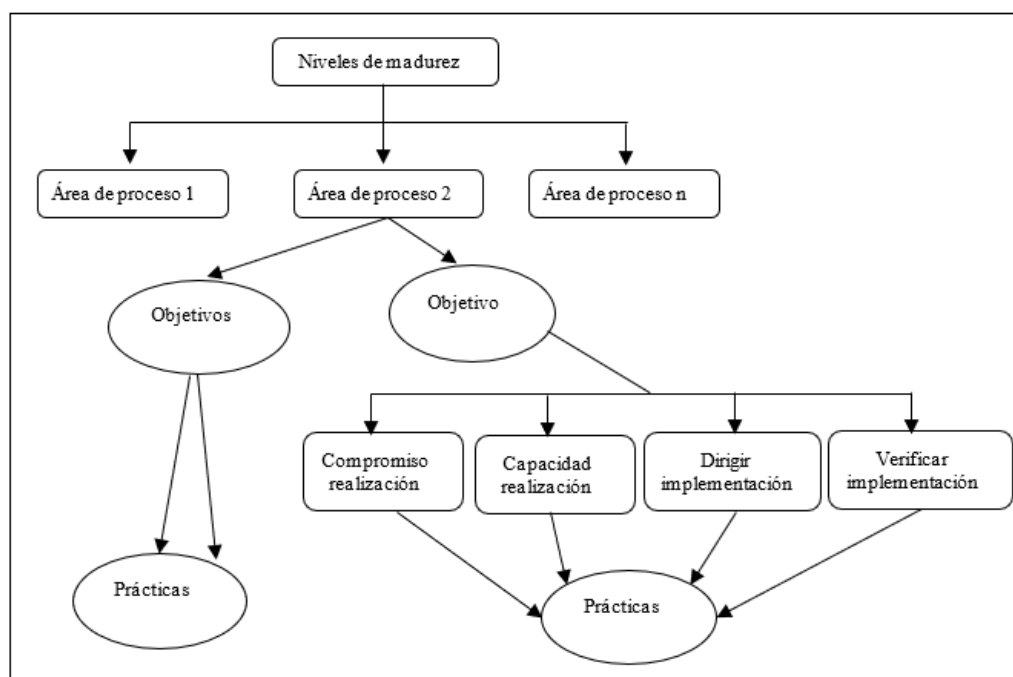 Niveles de madurez
Área de proceso 1
Área de proceso 2
Área de proceso n
Objetivos
Objetivo
Compromiso
realización
Capacidad
realización
Dirigir
implementación
Verificar
implementación
Prácticas
Prácticas